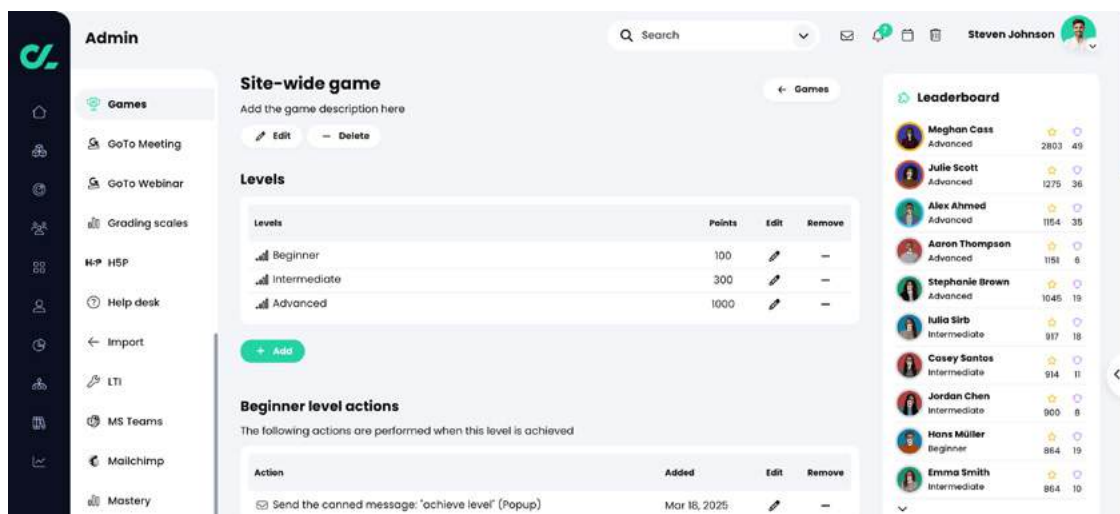 Admin
Search
Steven Johnson
Games
GoTo Meeting
GoTo Webinar
Grading scales
H-P H5P
Help desk
Import
LTI
MS Teams
Mailchimp
Mastery
Site-wide game
Add the game description here
Edit
Delete
Games
Levels
Levels Points Edit Remove
Beginner 100
Intermediate 300
Advanced 1000
+ Add
Beginner level actions
The following actions are performed when this level is achieved
Action Added Edit Remove
Send the canned message: "achieve level" (Popup) Mar 18, 2025
Leaderboard
Meghan Cass
Advanced 2803 49
Julie Scott
Advanced 1275 36
Alex Ahmed
Advanced 1154 35
Aaron Thompson
Advanced 1151 6
Stephanie Brown
Advanced 1045 19
Iulia Sirb
Intermediate 917 18
Casey Santos
Intermediate 914 11
Jordan Chen
Intermediate 900 8
Hans Müller
Beginner 864 19
Emma Smith
Intermediate 864 10